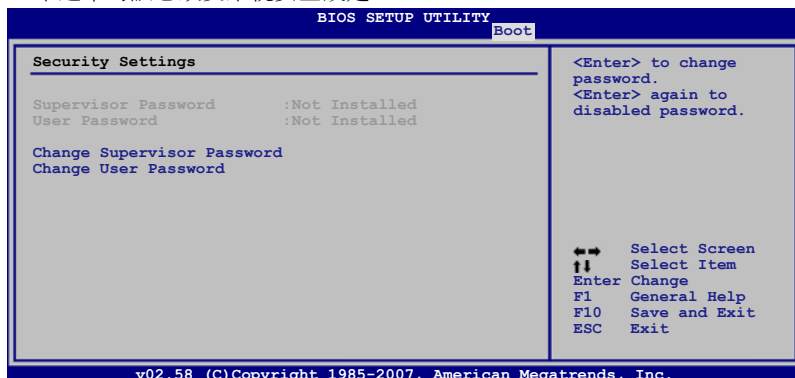 BIOS SETUP UTILITY
Boot
Security Settings
Supervisor Password :Not Installed
User Password :Not Installed
Change Supervisor Password
Change User Password
<Enter> to change
password.
<Enter> again to
disabled password.
←→ Select Screen
↑↓ Select Item
Enter Change
F1 General Help
F10 Save and Exit
ESC Exit
v02.58 (C)Copyright 1985-2007, American Megatrends, Inc.